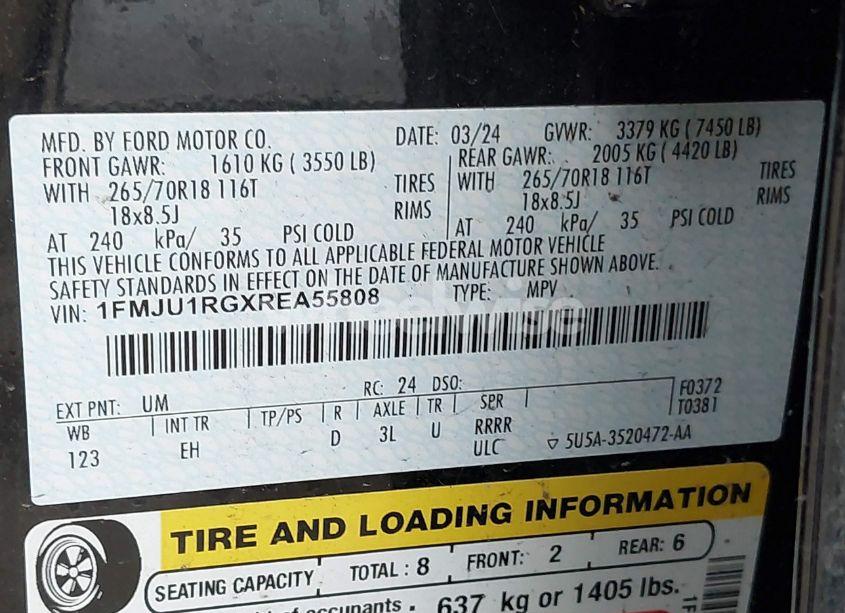 MFD. BY FORD MOTOR CO. DATE: 03/24 GVWR: 3379 KG ( 7450 LB)
FRONT GAWR: 1610 KG ( 3550 LB) REAR GAWR: 2005 KG ( 4420 LB)
WITH 265/70R18 116T TIRES WITH 265/70R18 116T TIRES
18x8.5J RIMS 18x8.5J RIMS
AT 240 kPa/ 35 PSI COLD AT 240 kPa/ 35 PSI COLD
THIS VEHICLE CONFORMS TO ALL APPLICABLE FEDERAL MOTOR VEHICLE
SAFETY STANDARDS IN EFFECT ON THE DATE OF MANUFACTURE SHOWN ABOVE.
VIN: 1FMJU1RGXREA55808 TYPE: MPV
EXT PNT: UM RC: 24 DSO: F0372
WB INT TR TP/PS R AXLE TR SPR T0381
123 EH D 3L U RRRR
ULC 5U5A-3520472-AA
TIRE AND LOADING INFORMATION
SEATING CAPACITY TOTAL : 8 FRONT: 2 REAR: 6
of occupants 637 kg or 1405 lbs.